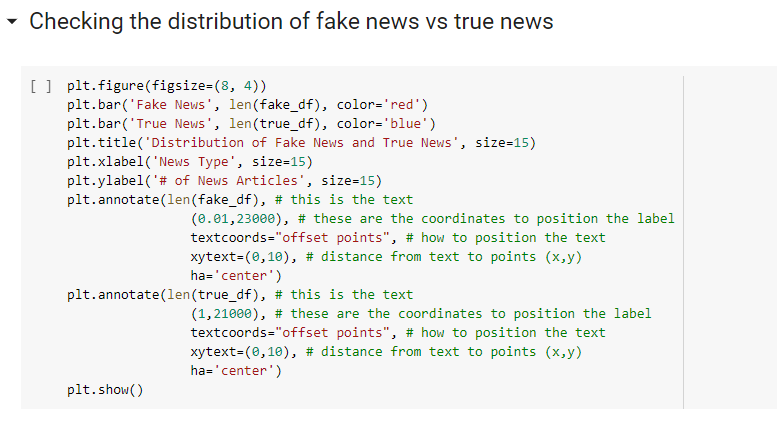 Checking the distribution of fake news vs true news
[ ] plt.figure(figsize=(8, 4))
plt.bar('Fake News', len(fake_df), color='red')
plt.bar('True News', len(true_df), color='blue')
plt.title('Distribution of Fake News and True News', size=15)
plt.xlabel('News Type', size=15)
plt.ylabel('# of News Articles', size=15)
plt.annotate(len(fake_df), # this is the text
(0.01,23000), # these are the coordinates to position the label
textcoords="offset points", # how to position the text
xytext=(0,10), # distance from text to points (x,y)
ha='center')
plt.annotate(len(true_df), # this is the text
(1,21000), # these are the coordinates to position the label
textcoords="offset points", # how to position the text
xytext=(0,10), # distance from text to points (x,y)
ha='center')
plt.show()